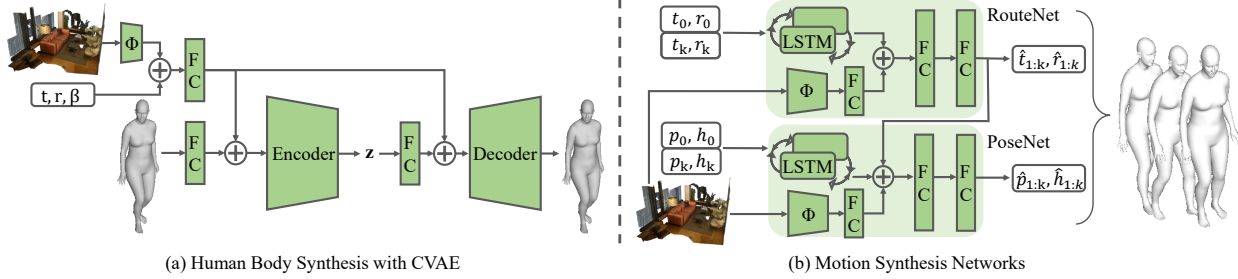 Φ
F
C
t, r, β
F
C
Encoder
z
F
C
Decoder
(a) Human Body Synthesis with CVAE
t₀, r₀
tₖ, rₖ
LSTM
Φ
F
C
F
C
F
C
RouteNet
t̂₁:ₖ, r̂₁:ₖ
p₀, h₀
pₖ, hₖ
LSTM
Φ
F
C
F
C
F
C
PoseNet
p̂₁:ₖ, ĥ₁:ₖ
(b) Motion Synthesis Networks